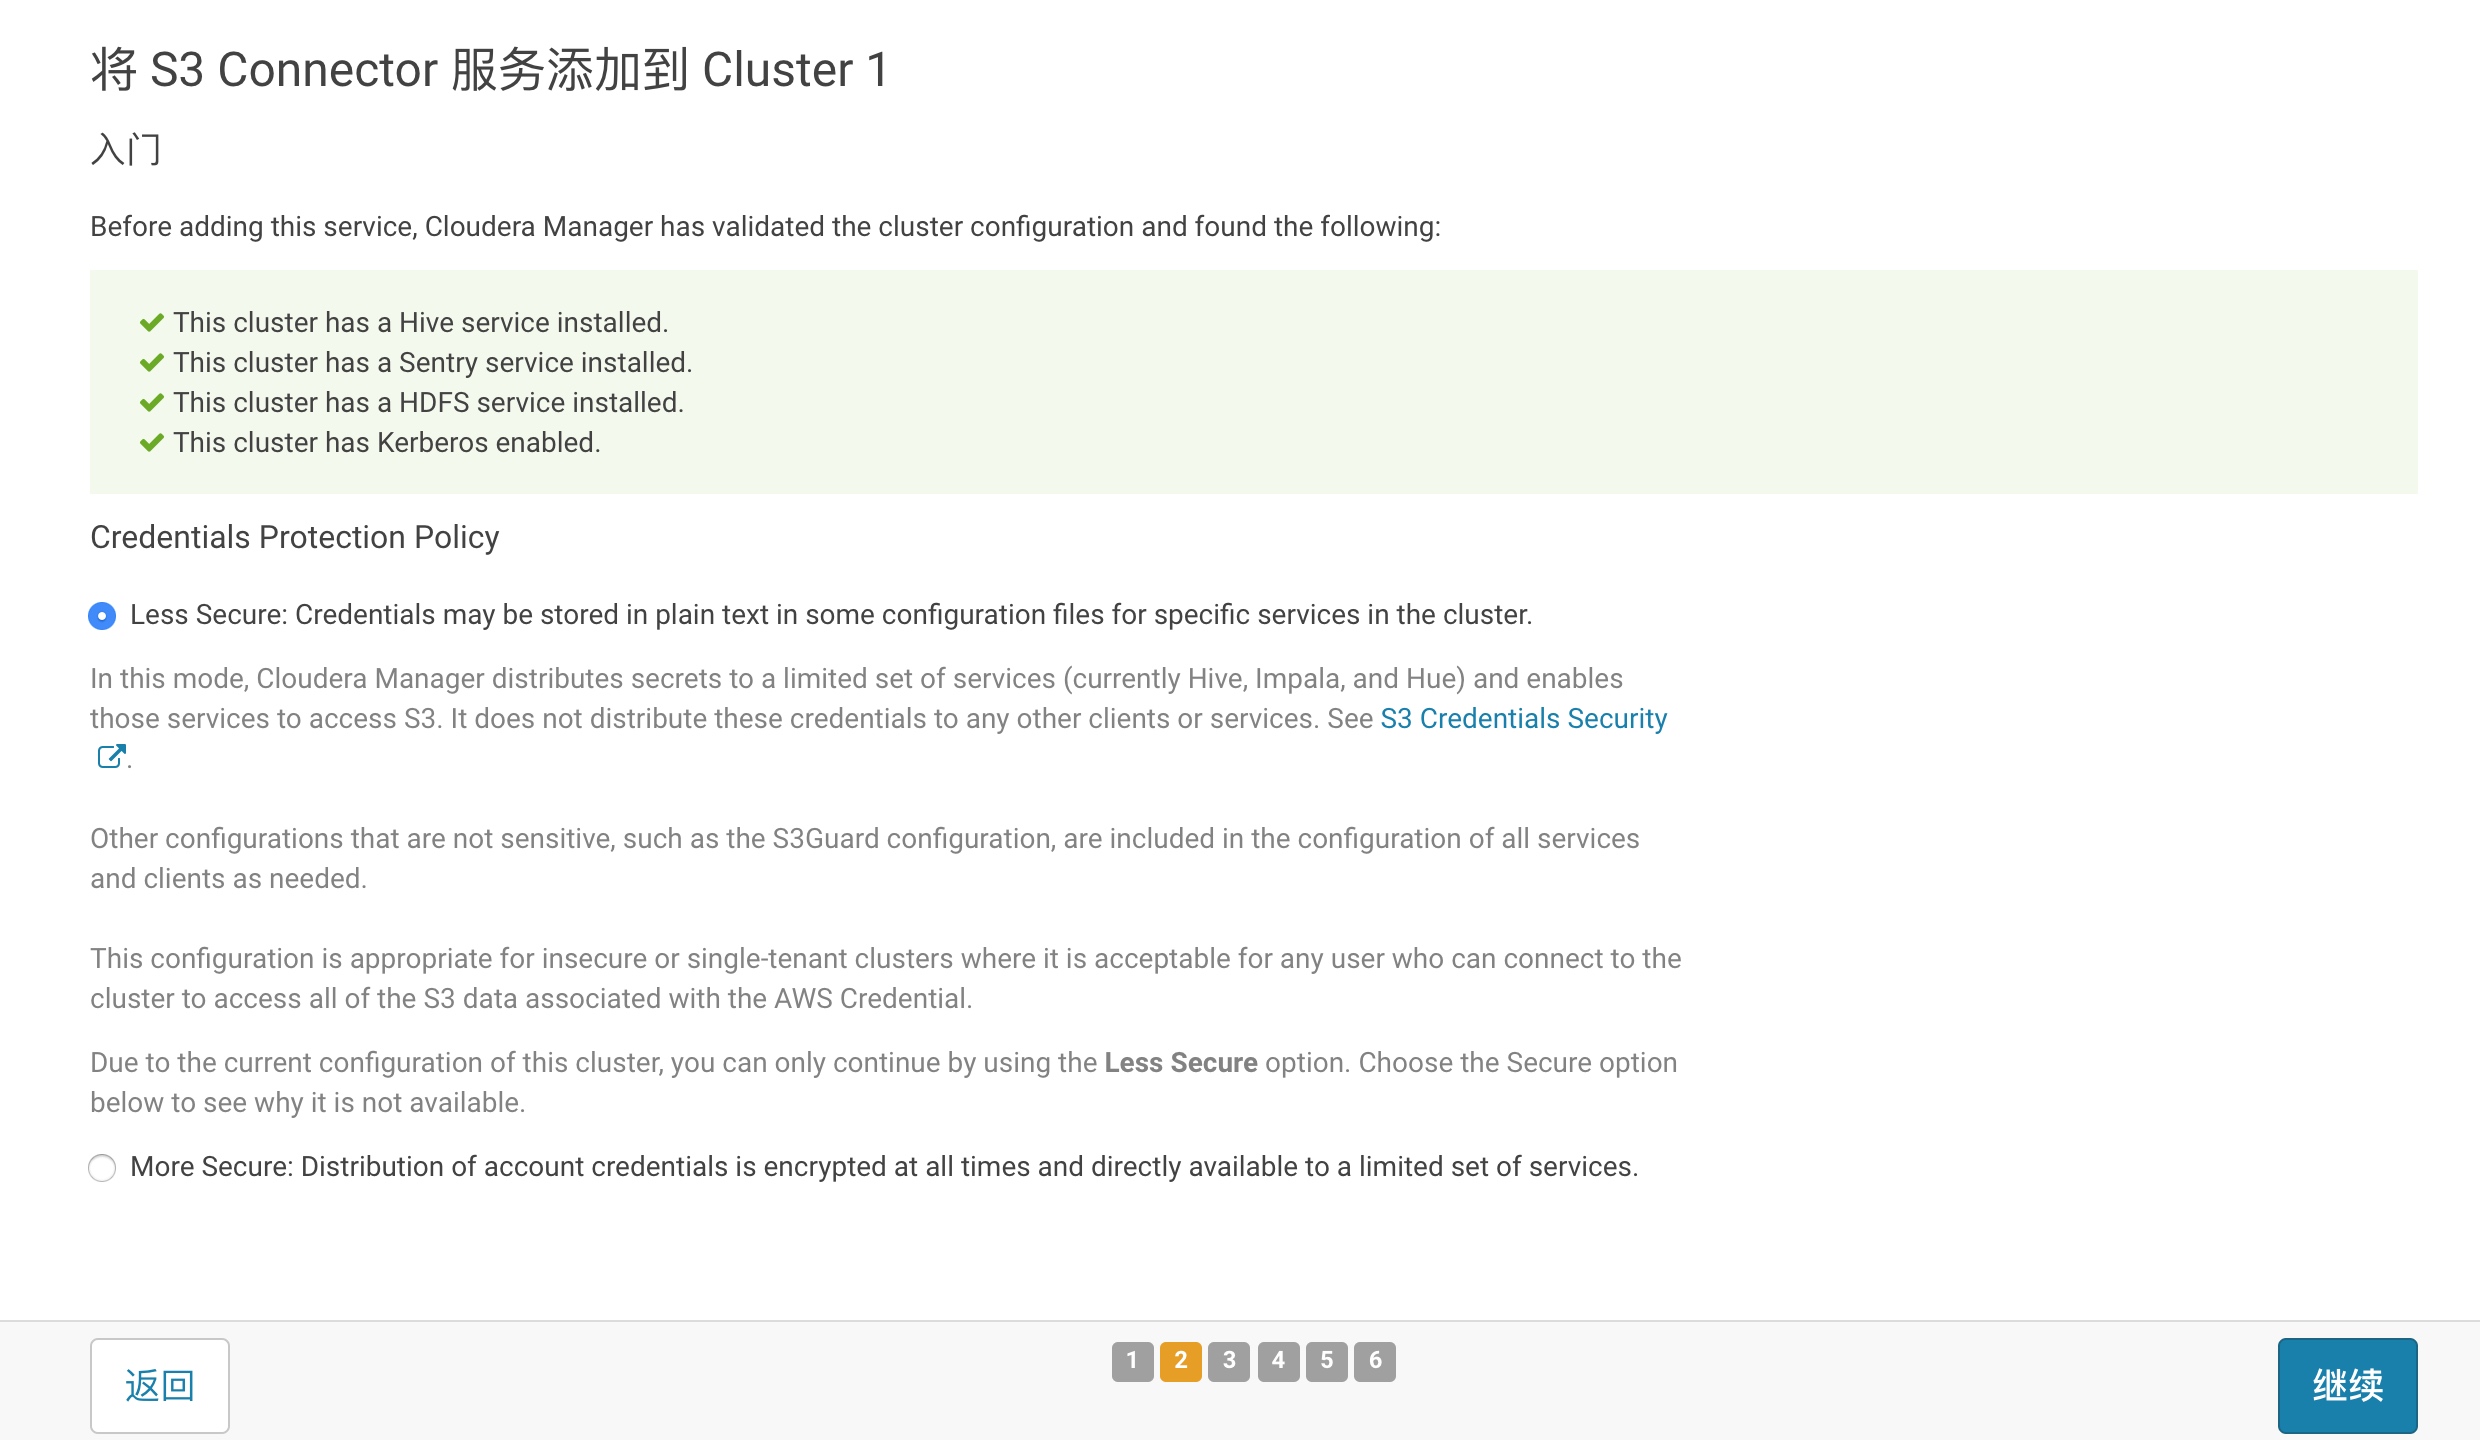 将 S3 Connector 服务添加到 Cluster 1
入门
Before adding this service, Cloudera Manager has validated the cluster configuration and found the following:
This cluster has a Hive service installed.
This cluster has a Sentry service installed.
This cluster has a HDFS service installed.
This cluster has Kerberos enabled.
Credentials Protection Policy
Less Secure: Credentials may be stored in plain text in some configuration files for specific services in the cluster.
In this mode, Cloudera Manager distributes secrets to a limited set of services (currently Hive, Impala, and Hue) and enables
those services to access S3. It does not distribute these credentials to any other clients or services. See S3 Credentials Security
.
Other configurations that are not sensitive, such as the S3Guard configuration, are included in the configuration of all services
and clients as needed.
This configuration is appropriate for insecure or single-tenant clusters where it is acceptable for any user who can connect to the
cluster to access all of the S3 data associated with the AWS Credential.
Due to the current configuration of this cluster, you can only continue by using the Less Secure option. Choose the Secure option
below to see why it is not available.
More Secure: Distribution of account credentials is encrypted at all times and directly available to a limited set of services.
返回 1 2 3 4 5 6 继续